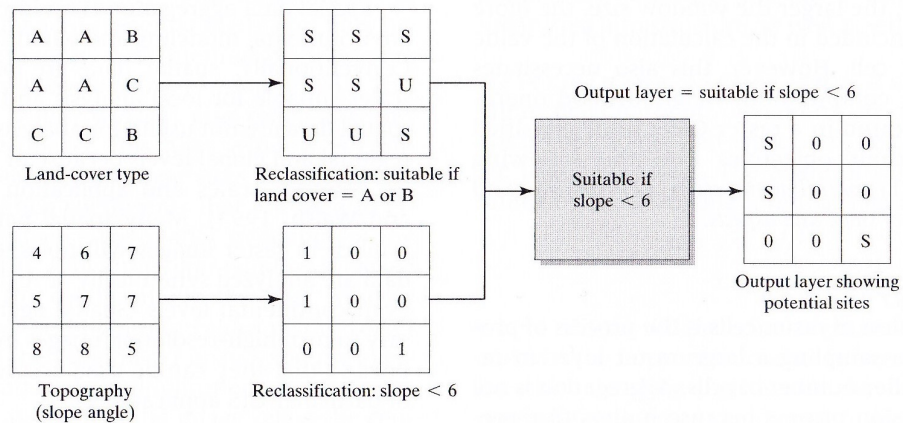 A A B
A A C
C C B
Land-cover type
S S S
S S U
U U S
Reclassification: suitable if
land cover = A or B
4 6 7
5 7 7
8 8 5
Topography
(slope angle)
1 0 0
1 0 0
0 0 1
Reclassification: slope < 6
Suitable if
slope < 6
Output layer = suitable if slope < 6
S 0 0
S 0 0
0 0 S
Output layer showing
potential sites